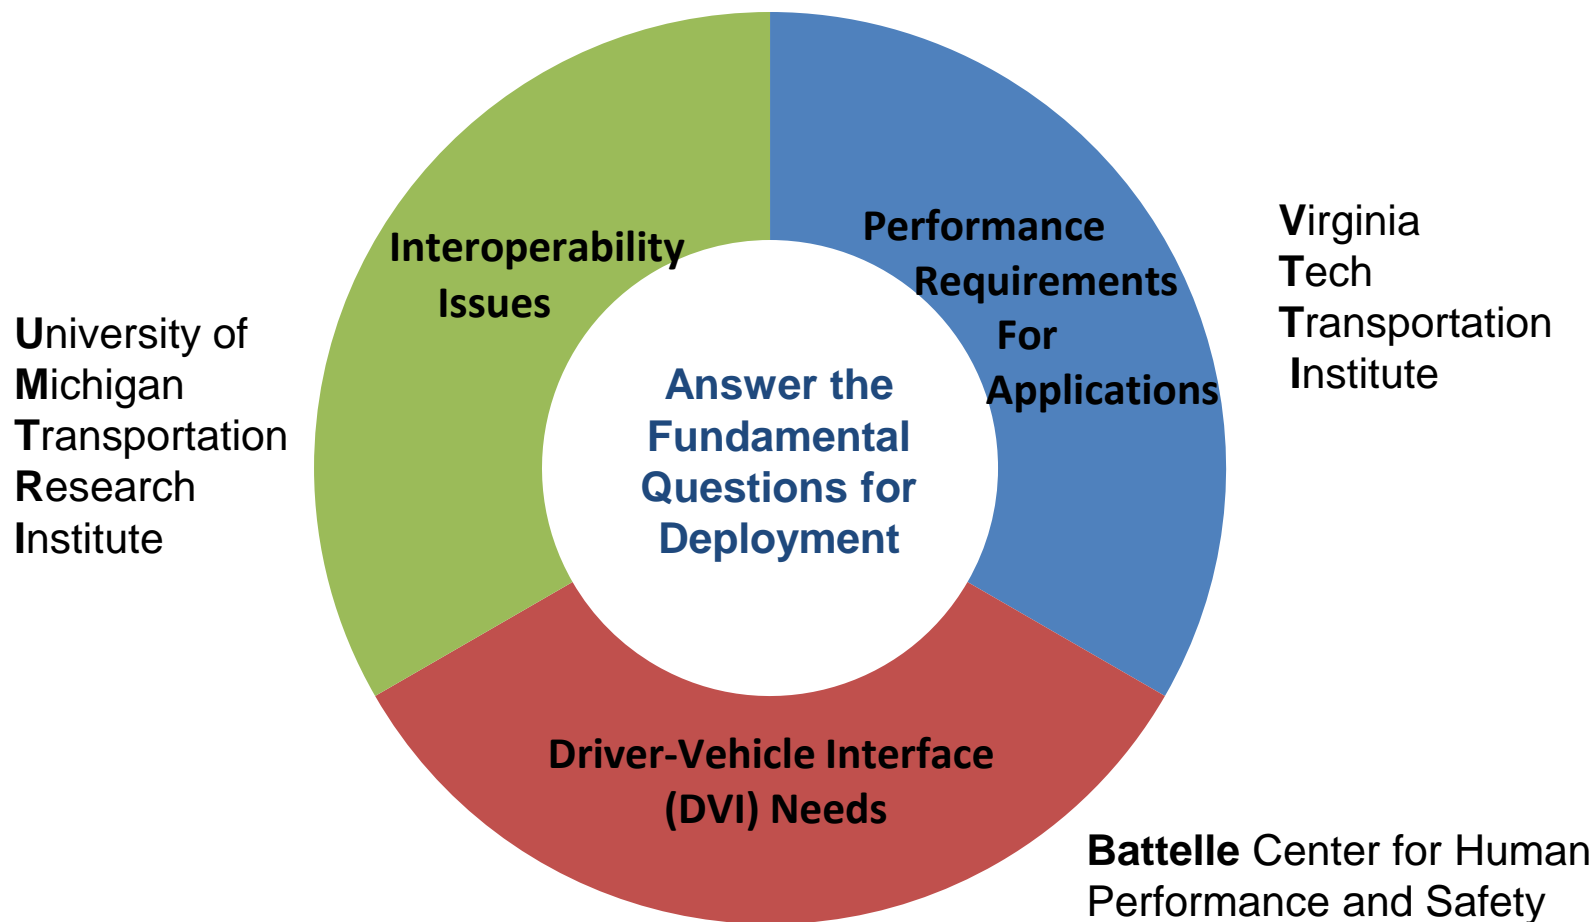 Interoperability
Issues
Performance
Requirements
For
Applications
Virginia
Tech
Transportation
Institute
University of
Michigan
Transportation
Research
Institute
Answer the
Fundamental
Questions for
Deployment
Driver-Vehicle Interface
(DVI) Needs
Battelle Center for Human
Performance and Safety